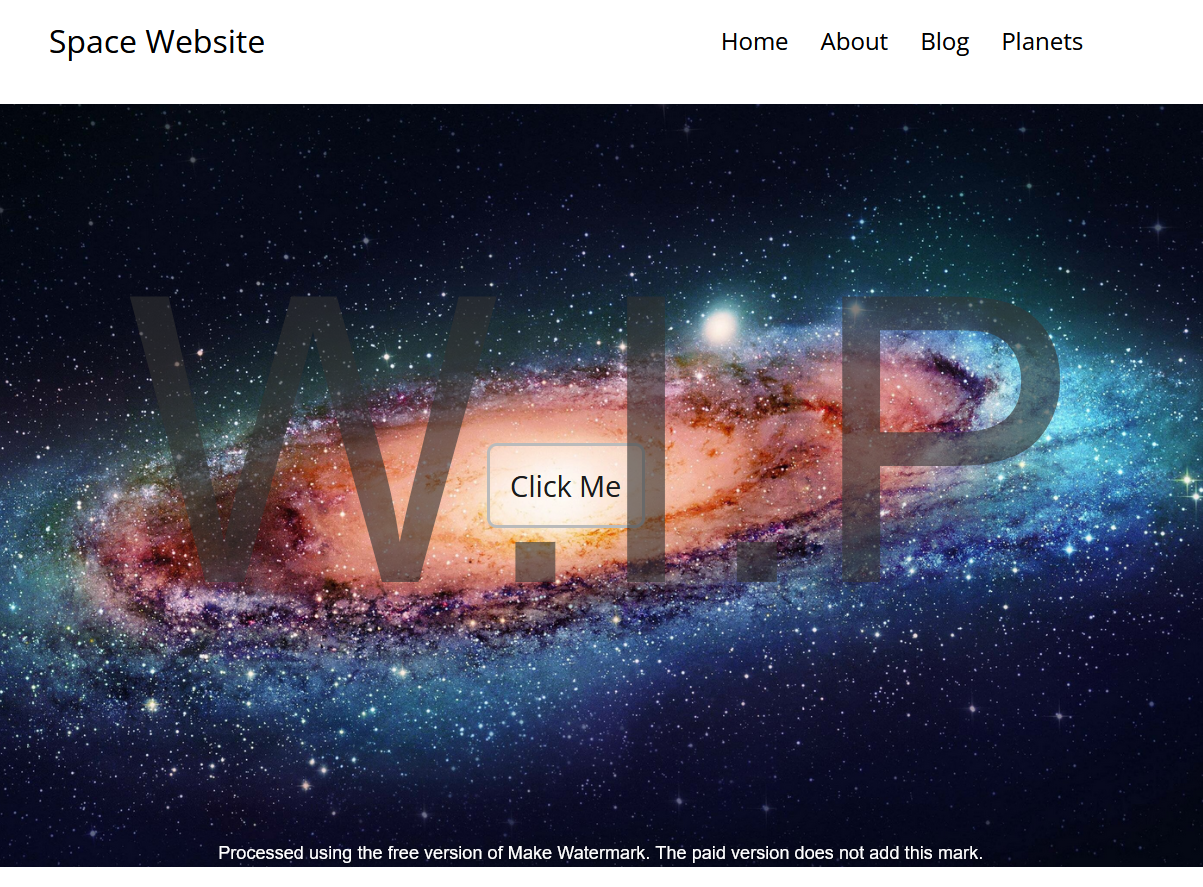 Space Website
Home About Blog Planets
W.I.P
Click Me
Processed using the free version of Make Watermark. The paid version does not add this mark.